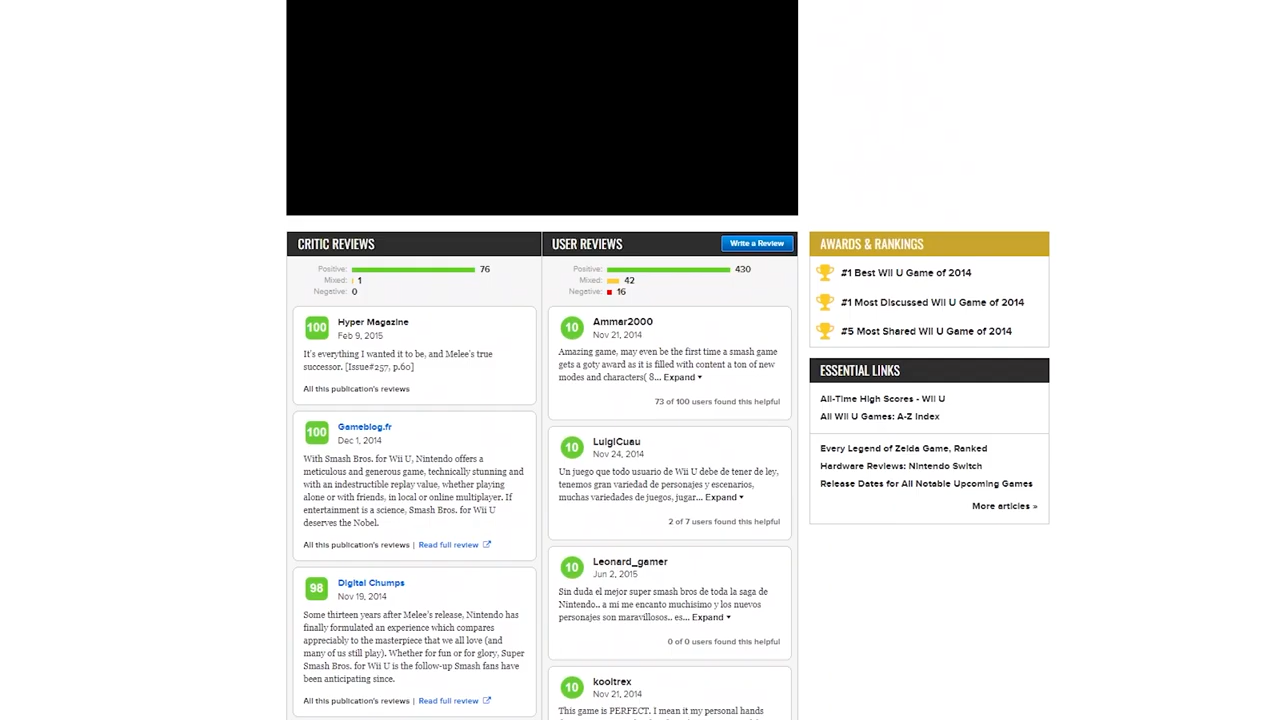 CRITIC REVIEWS
Positive: 76
Mixed: 1
Negative: 0
100 Hyper Magazine
Feb 9, 2015
It's everything I wanted it to be, and Melee's true
successor. [Issue#257, p.60]
All this publication's reviews
100 Gameblog.fr
Dec 1, 2014
With Smash Bros. for Wii U, Nintendo offers a
meticulous and generous game, technically stunning and
with an indestructible replay value, whether playing
alone or with friends, in local or online multiplayer. If
entertainment is a science, Smash Bros. for Wii U
deserves the Nobel.
All this publication's reviews | Read full review
98 Digital Chumps
Nov 19, 2014
Some thirteen years after Melee's release, Nintendo has
finally formulated an experience which compares
appreciably to the masterpiece that we all love (and
many of us still play). Whether for fun or for glory, Super
Smash Bros. for Wii U is the follow-up Smash fans have
been anticipating since.
All this publication's reviews | Read full review
USER REVIEWS
Write a Review
Positive: 430
Mixed: 42
Negative: 16
10 Ammar2000
Nov 21, 2014
Amazing game, may even be the first time a smash game
gets a goty award as it is filled with content a ton of new
modes and characters( 8... Expand
73 of 100 users found this helpful
10 LuigiCuau
Nov 24, 2014
Un juego que todo usuario de Wii U debe de tener de ley,
tenemos gran variedad de personajes y escenarios,
muchas variedades de juegos, jugar... Expand
2 of 7 users found this helpful
10 Leonard_gamer
Jun 2, 2015
Sin duda el mejor super smash bros de toda la saga de
Nintendo.. a mi me encanto muchisimo y los nuevos
personajes son maravillosos.. es... Expand
0 of 0 users found this helpful
10 kooltrex
Nov 21, 2014
This game is PERFECT. I mean it my personal hands
AWARDS & RANKINGS
#1 Best Wii U Game of 2014
#1 Most Discussed Wii U Game of 2014
#5 Most Shared Wii U Game of 2014
ESSENTIAL LINKS
All-Time High Scores - Wii U
All Wii U Games: A-Z Index
Every Legend of Zelda Game, Ranked
Hardware Reviews: Nintendo Switch
Release Dates for All Notable Upcoming Games
More articles »